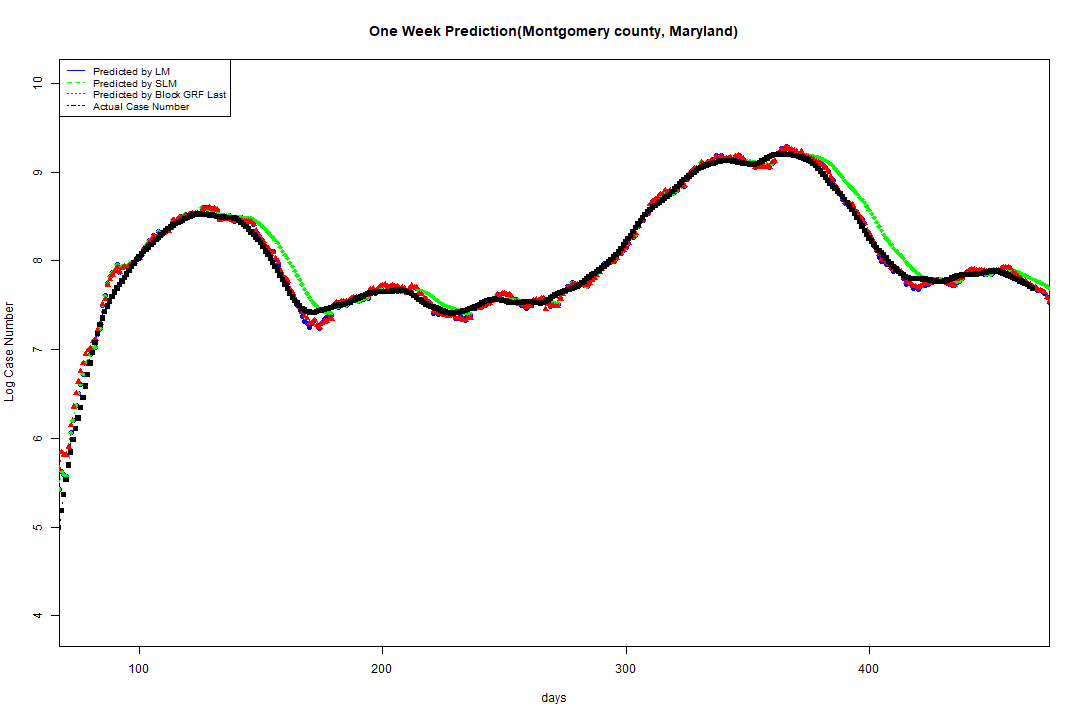 One Week Prediction(Montgomery county, Maryland)
Predicted by LM
Predicted by SLM
Predicted by Block GRF Last
Actual Case Number
10
9
8
7
6
5
4
Log Case Number
100 200 300 400
days